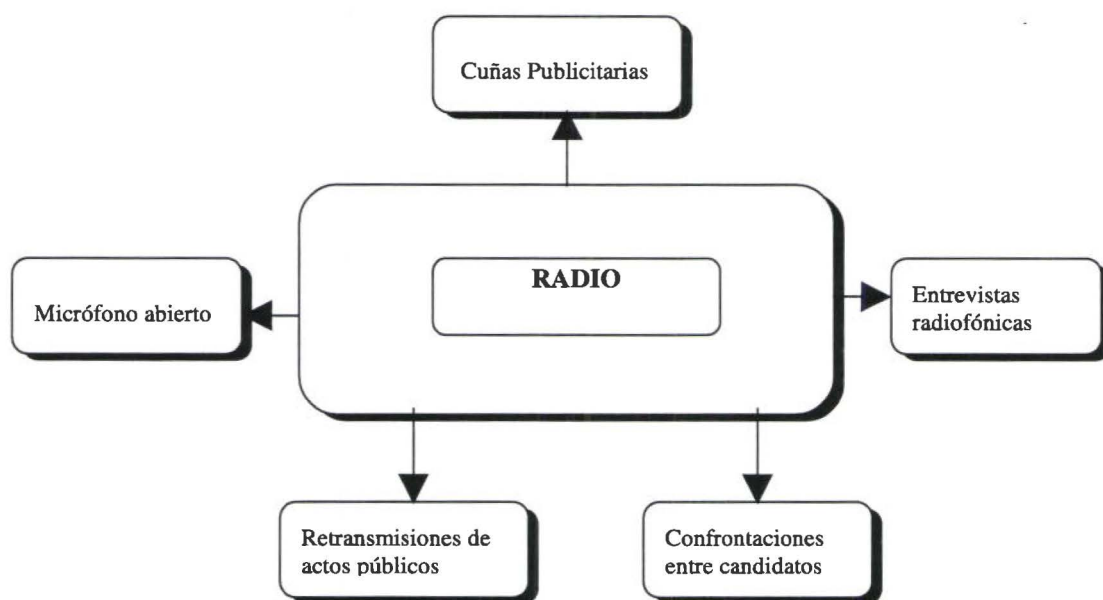 Cuñas Publicitarias
RADIO
Micrófono abierto
Entrevistas
radiofónicas
Retransmisiones de
actos públicos
Confrontaciones
entre candidatos